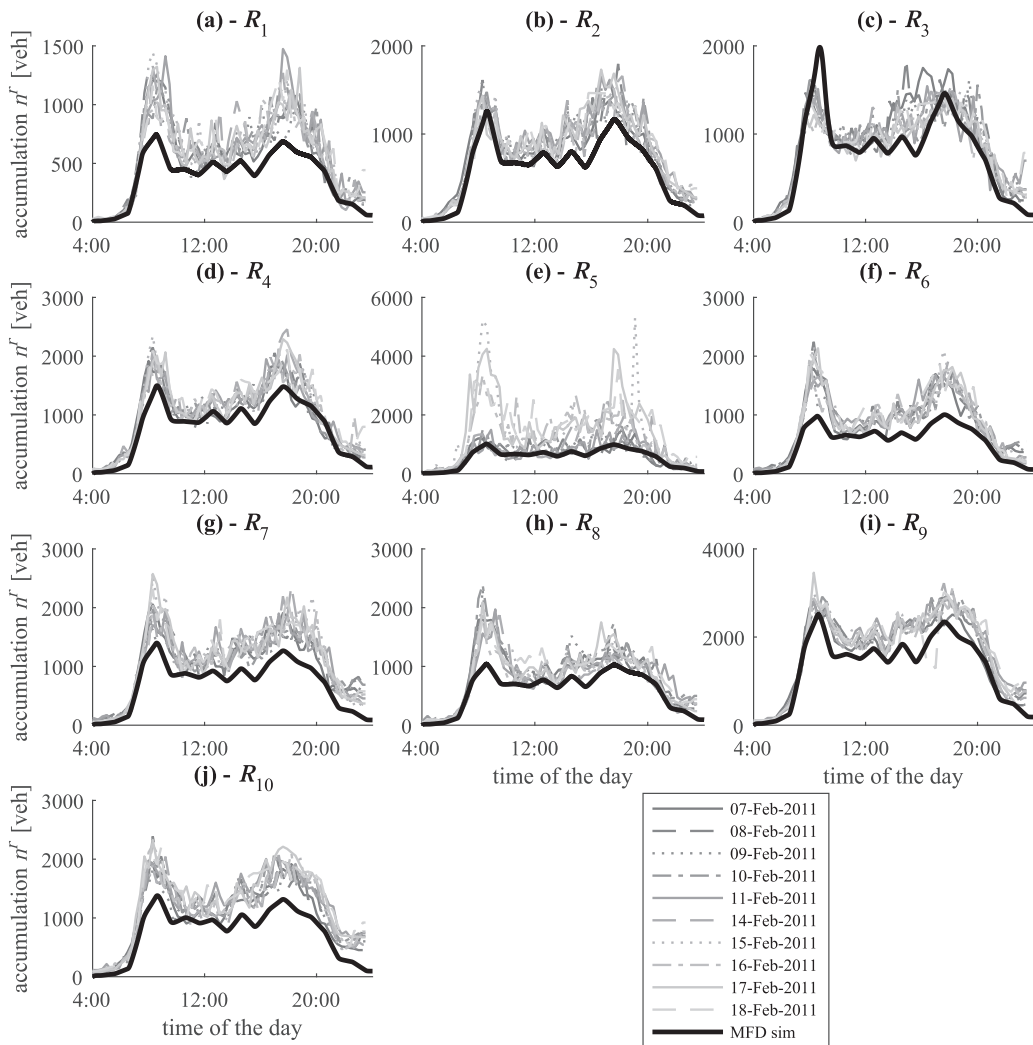 (a) - R1
(b) - R2
(c) - R3
accumulation n^r [veh]
1500
1000
500
0
4:00 12:00 20:00
2000
1000
0
4:00 12:00 20:00
2000
1000
0
4:00 12:00 20:00
(d) - R4
(e) - R5
(f) - R6
accumulation n^r [veh]
3000
2000
1000
0
4:00 12:00 20:00
6000
4000
2000
0
4:00 12:00 20:00
3000
2000
1000
0
4:00 12:00 20:00
(g) - R7
(h) - R8
(i) - R9
accumulation n^r [veh]
3000
2000
1000
0
4:00 12:00 20:00
3000
2000
1000
0
4:00 12:00 20:00
time of the day
4000
2000
0
4:00 12:00 20:00
time of the day
(j) - R10
accumulation n^r [veh]
3000
2000
1000
0
4:00 12:00 20:00
time of the day
07-Feb-2011
08-Feb-2011
09-Feb-2011
10-Feb-2011
11-Feb-2011
14-Feb-2011
15-Feb-2011
16-Feb-2011
17-Feb-2011
18-Feb-2011
MFD sim